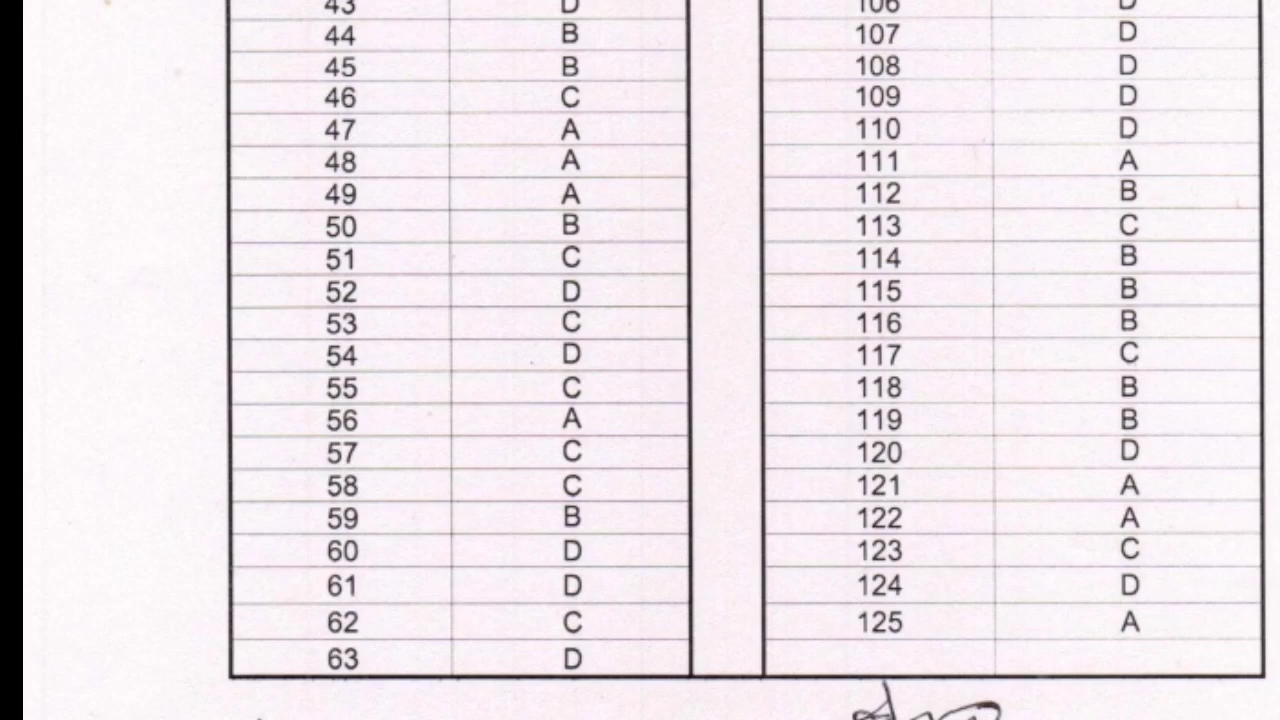 43 D 106 D
44 B 107 D
45 B 108 D
46 C 109 D
47 A 110 D
48 A 111 A
49 A 112 B
50 B 113 C
51 C 114 B
52 D 115 B
53 C 116 B
54 D 117 C
55 C 118 B
56 A 119 B
57 C 120 D
58 C 121 A
59 B 122 A
60 D 123 C
61 D 124 D
62 C 125 A
63 D